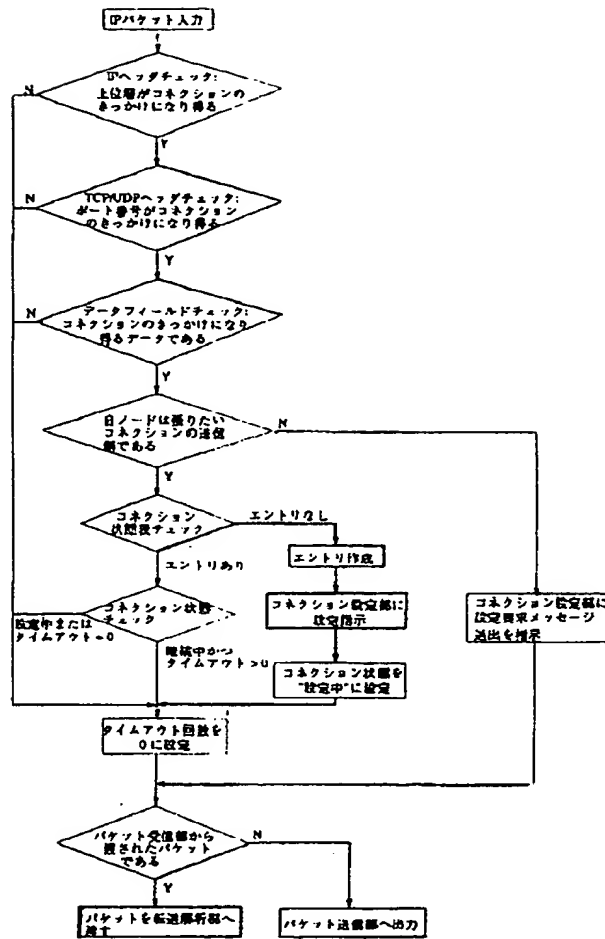 IPパケット入力
IPヘッダチェック:
上位層がコネクションの
きっかけになり得る
N
Y
TCP/UDPヘッダチェック:
ポート番号がコネクション
のきっかけになり得る
N
Y
データフィールドチェック:
コネクションのきっかけになり
得るデータである
N
Y
自ノードは張りたい
コネクションの送信
側である
N
Y
コネクション
状態表チェック
エントリなし
エントリあり
エントリ作成
コネクション設定部に
設定指示
コネクション状態を
"設定中"に設定
コネクション設定部に
設定要求メッセージ
送出を指示
コネクション状態
チェック
設定中または
タイムアウト=0
接続中かつ
タイムアウト>0
タイムアウト回数を
0に設定
パケット受信部から
渡されたパケット
である
N
Y
パケットを転送解析部へ
渡す
パケット送信部へ出力